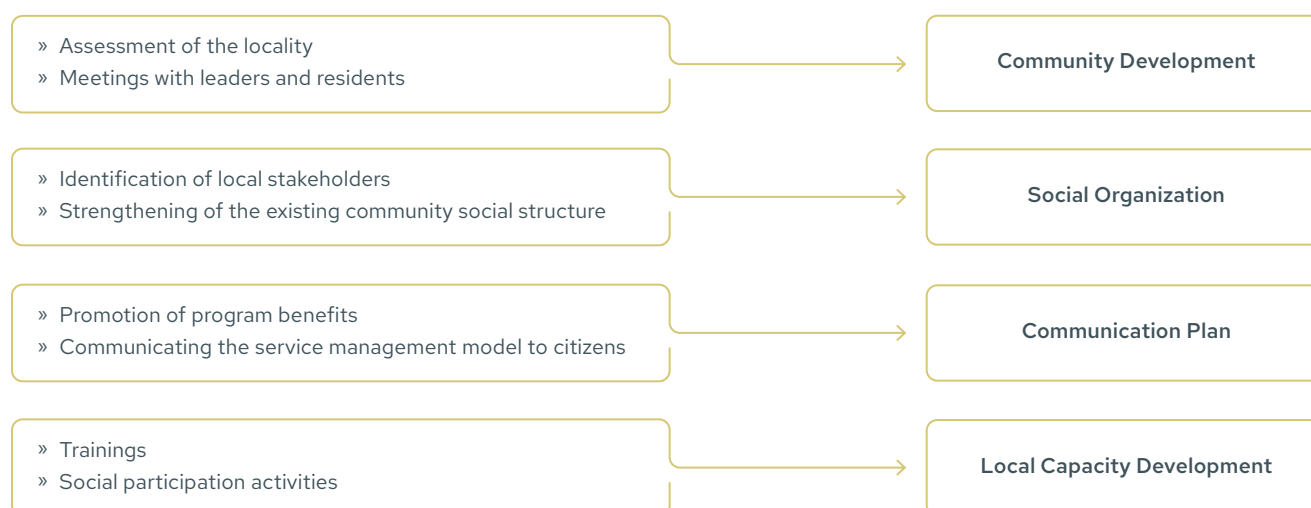 » Assessment of the locality
» Meetings with leaders and residents
Community Development
» Identification of local stakeholders
» Strengthening of the existing community social structure
Social Organization
» Promotion of program benefits
» Communicating the service management model to citizens
Communication Plan
» Trainings
» Social participation activities
Local Capacity Development